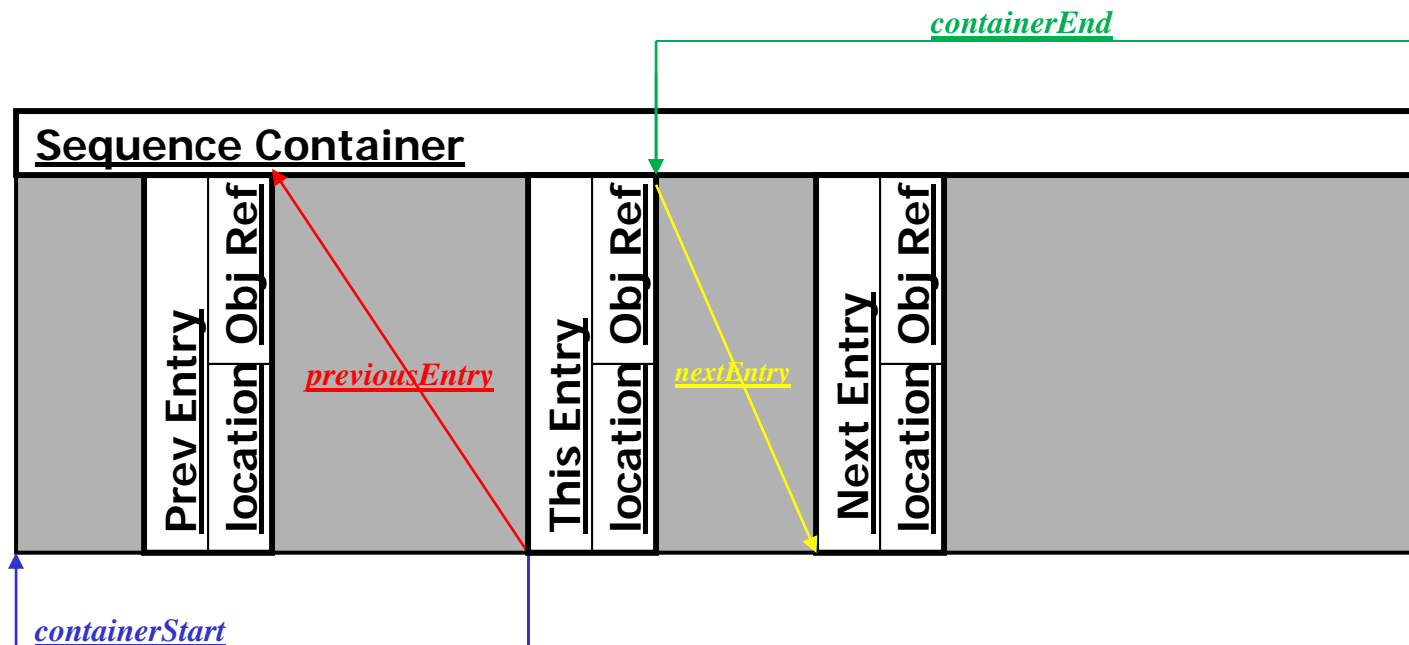 containerEnd
Sequence Container
Prev Entry
location
Obj Ref
previousEntry
This Entry
location
Obj Ref
nextEntry
Next Entry
location
Obj Ref
containerStart